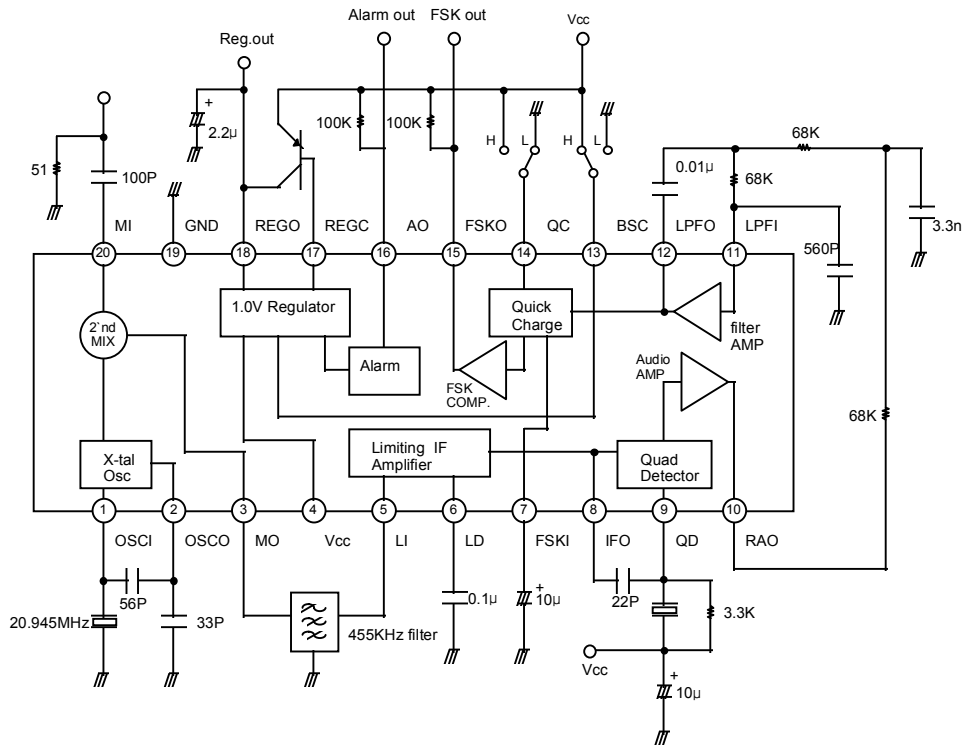 Alarm out
FSK out
Vcc
Reg.out
+
2.2μ
100K
100K
H
L
H
L
51
100P
0.01μ
68K
68K
3.3n
560P
MI
GND
REGO
REGC
AO
FSKO
QC
BSC
LPFO
LPFI
20
19
18
17
16
15
14
13
12
11
2`nd
MIX
1.0V Regulator
Alarm
Quick
Charge
FSK
COMP.
filter
AMP
Audio
AMP
68K
X-tal
Osc
Limiting IF
Amplifier
Quad
Detector
1
2
3
4
5
6
7
8
9
10
OSCI
OSCO
MO
Vcc
LI
LD
FSKI
IFO
QD
RAO
56P
20.945MHz
33P
455KHz filter
0.1μ
+
10μ
22P
3.3K
Vcc
+
10μ